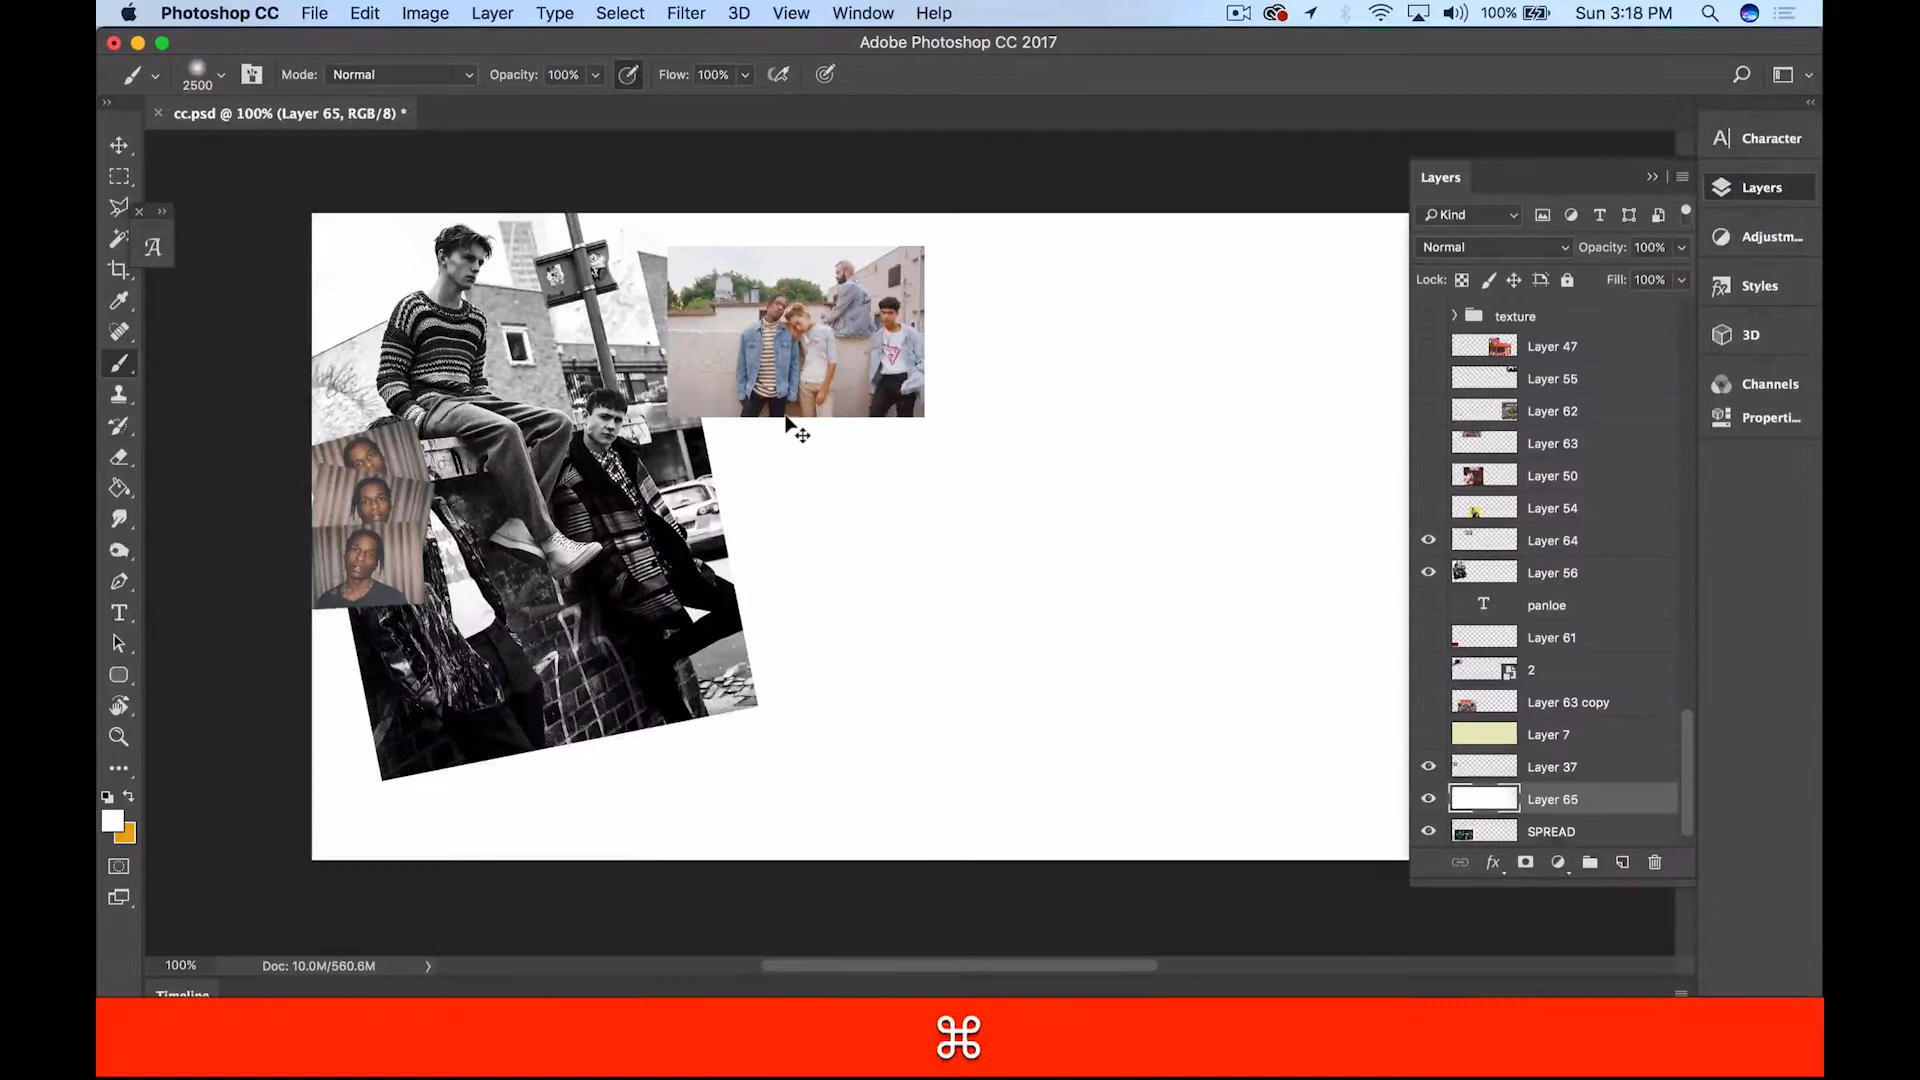 Photoshop CC File Edit Image Layer Type Select Filter 3D View Window Help 100% Sun 3:18 PM
Adobe Photoshop CC 2017
2500 Mode: Normal Opacity: 100% Flow: 100%
cc.psd @ 100% (Layer 65, RGB/8) *
A
Layers
Kind
Normal Opacity: 100%
Lock: Fill: 100%
texture
Layer 47
Layer 55
Layer 62
Layer 63
Layer 50
Layer 54
Layer 64
Layer 56
T panloe
Layer 61
2
Layer 63 copy
Layer 7
Layer 37
Layer 65
SPREAD
fx
A| Character
Layers
Adjustm...
Styles
3D
Channels
Properti...
100% Doc: 10.0M/560.6M
Timeline
⌘